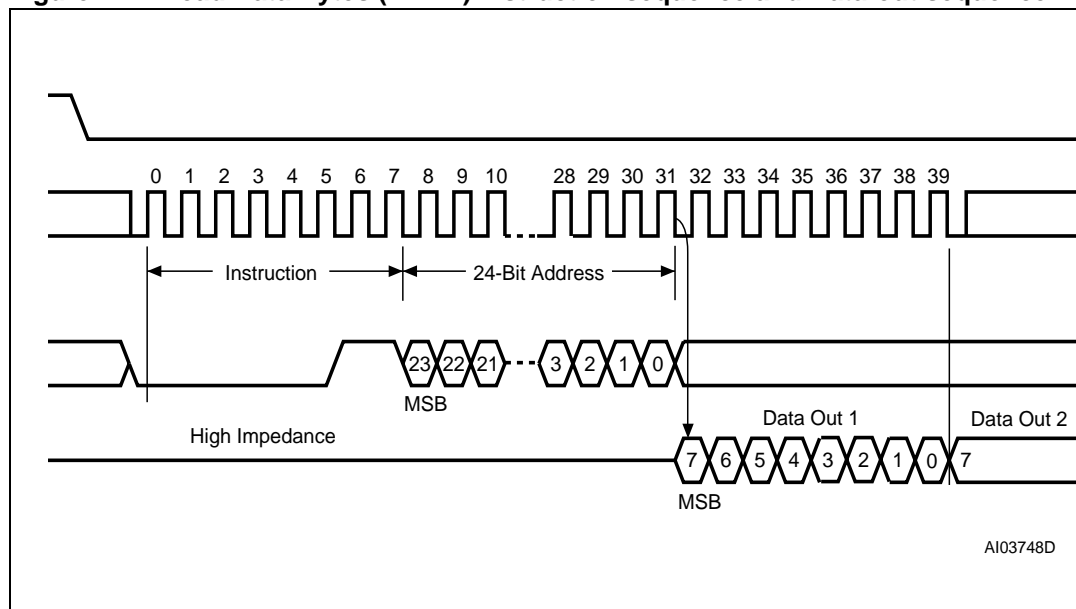 0 1 2 3 4 5 6 7 8 9 10 28 29 30 31 32 33 34 35 36 37 38 39
Instruction 24-Bit Address
23 22 21 3 2 1 0
MSB
High Impedance Data Out 1 Data Out 2
7 6 5 4 3 2 1 0 7
MSB
AI03748D